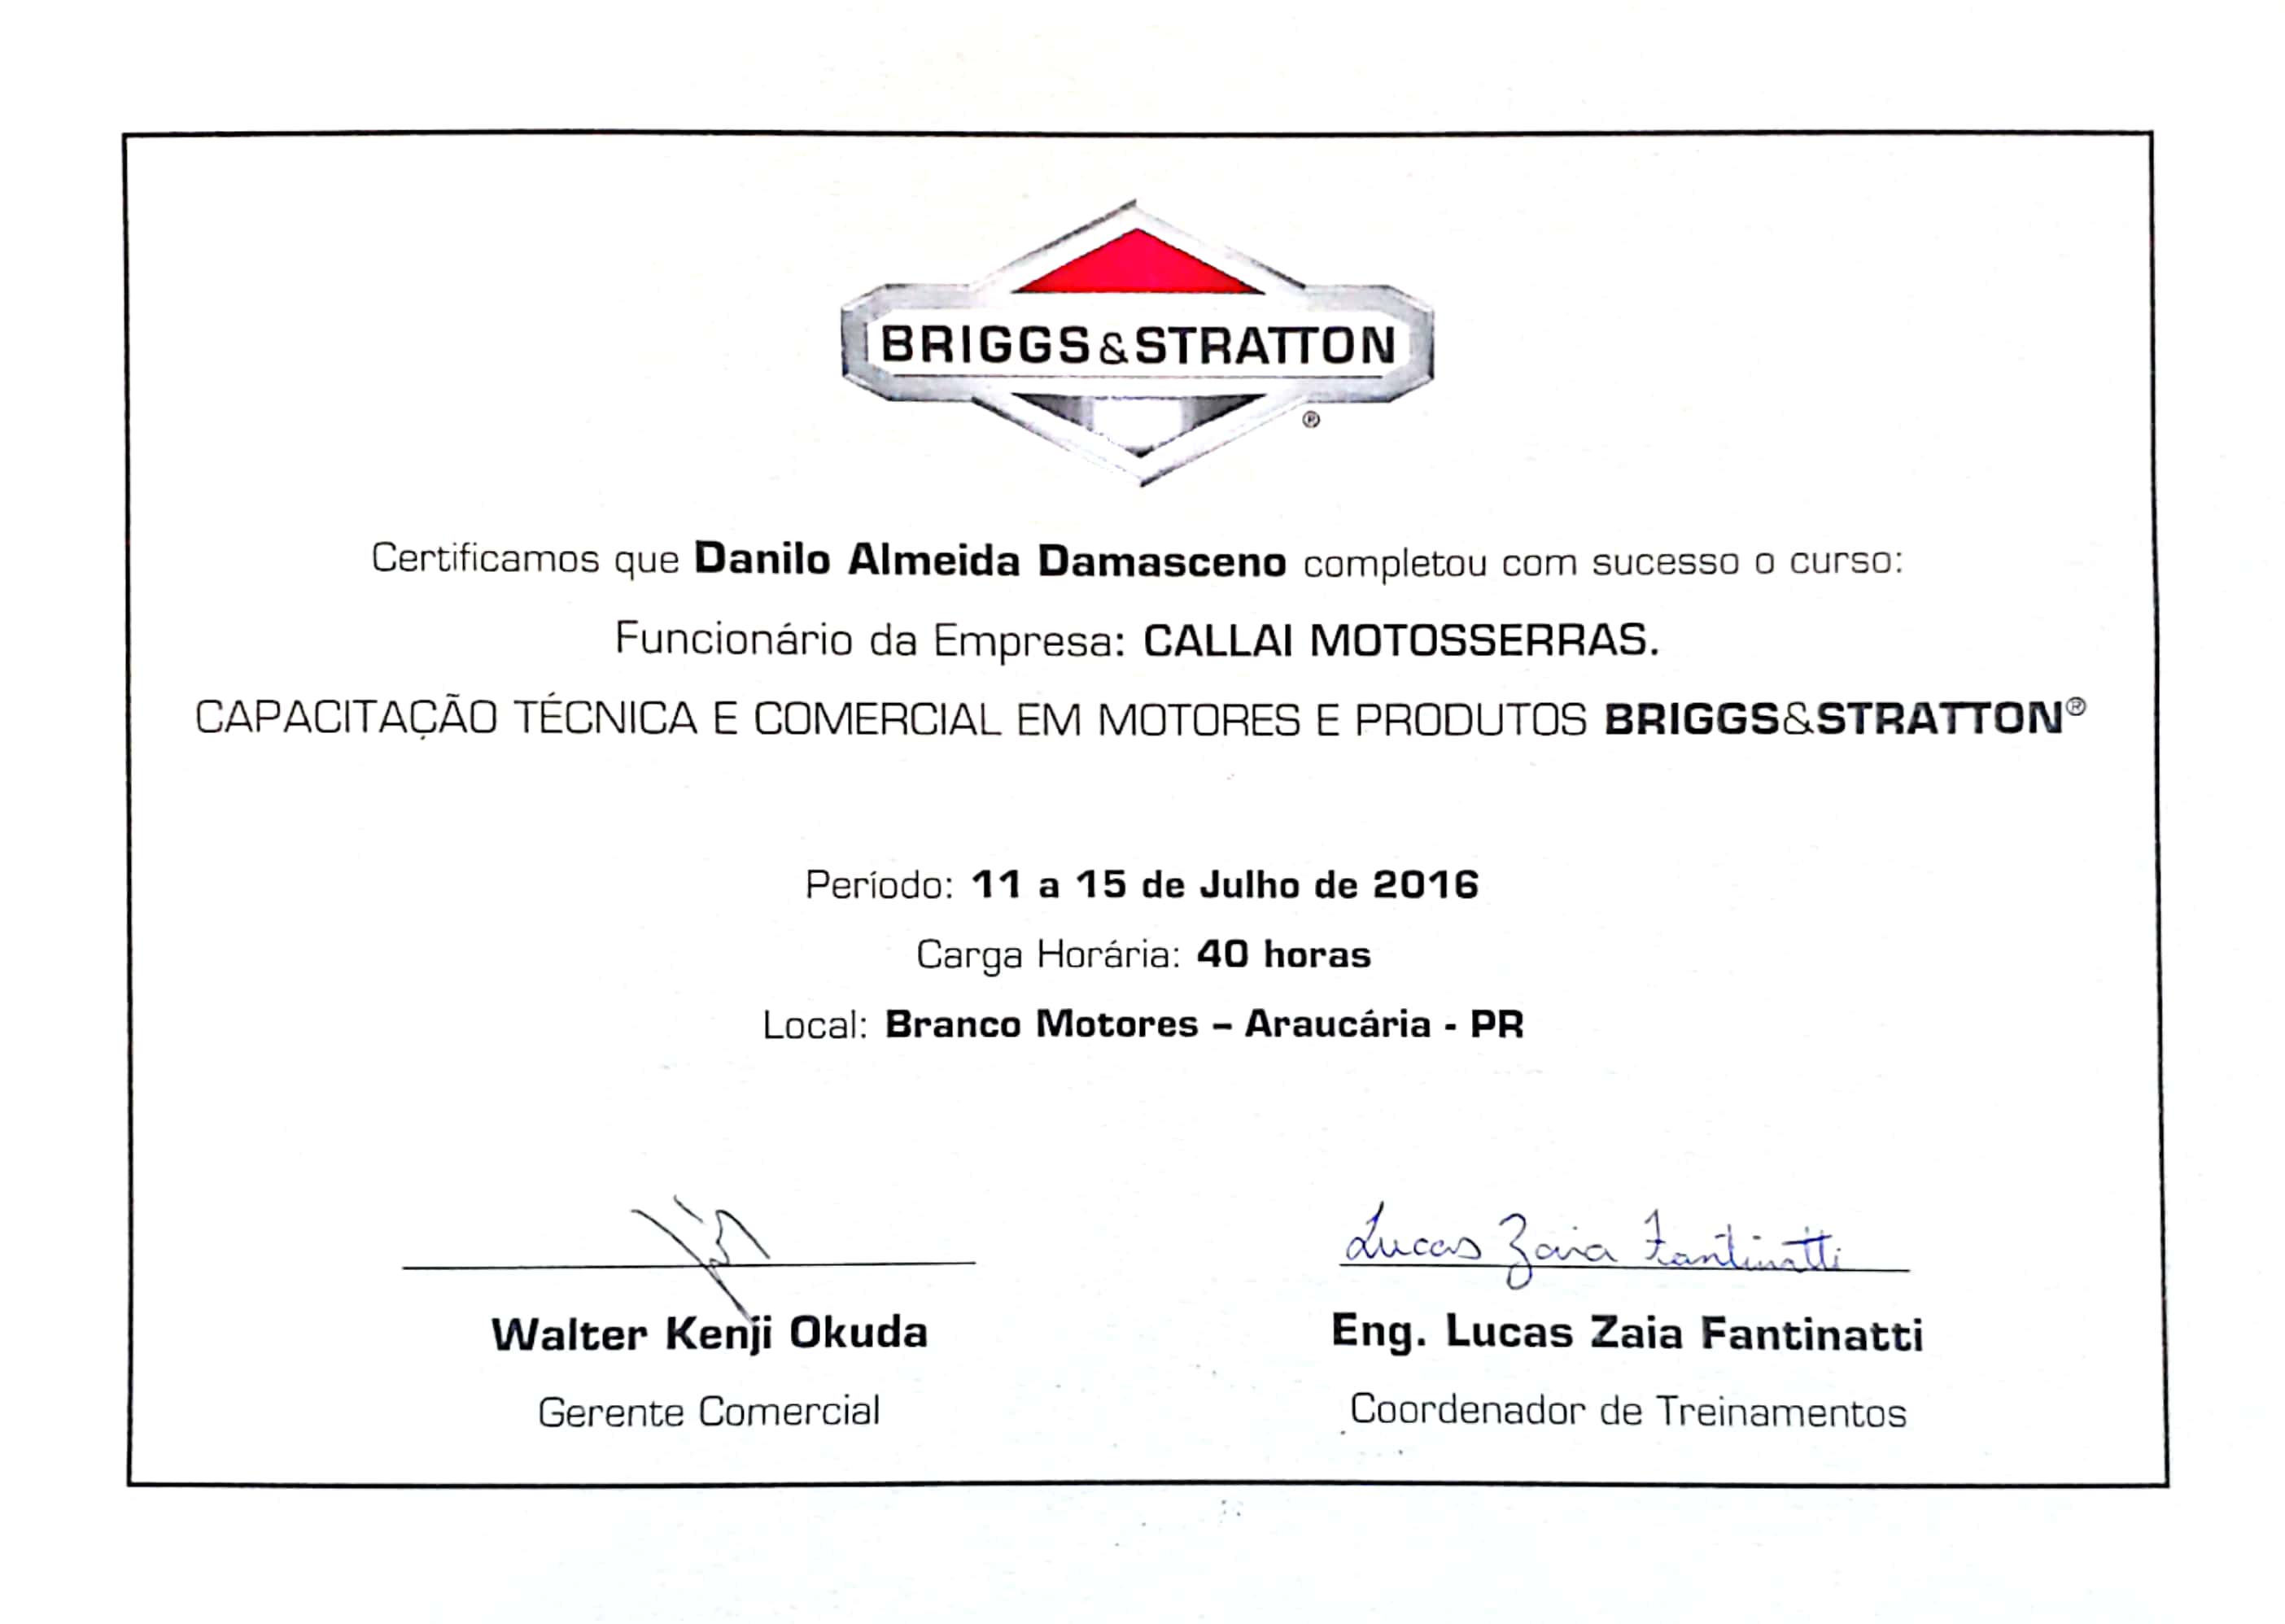 BRIGGS&STRATTON
®
Certificamos que Danilo Almeida Damasceno completou com sucesso o curso:
Funcionário da Empresa: CALLAI MOTOSSERRAS.
CAPACITAÇÃO TÉCNICA E COMERCIAL EM MOTORES E PRODUTOS BRIGGS&STRATTON®
Período: 11 a 15 de Julho de 2016
Carga Horária: 40 horas
Local: Branco Motores – Araucária - PR
Lucas Zaia Fantinatti
Walter Kenji Okuda
Eng. Lucas Zaia Fantinatti
Gerente Comercial
Coordenador de Treinamentos